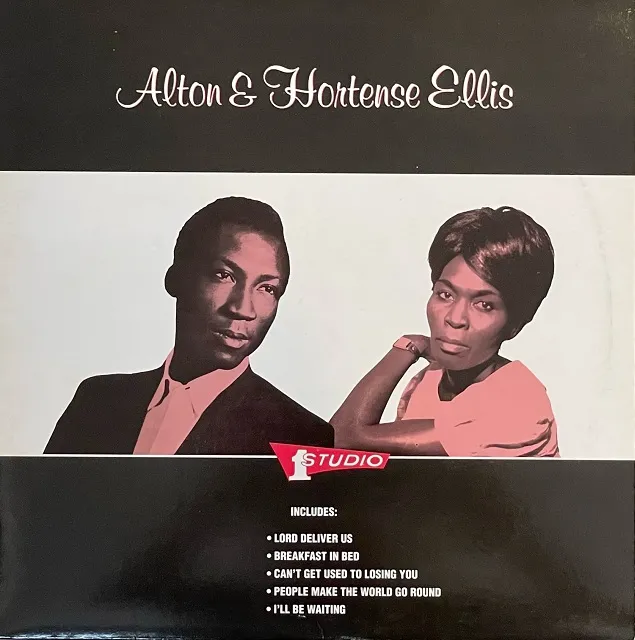 Alton & Hortense Ellis
1 STUDIO
INCLUDES:
• LORD DELIVER US
• BREAKFAST IN BED
• CAN'T GET USED TO LOSING YOU
• PEOPLE MAKE THE WORLD GO ROUND
• I'LL BE WAITING